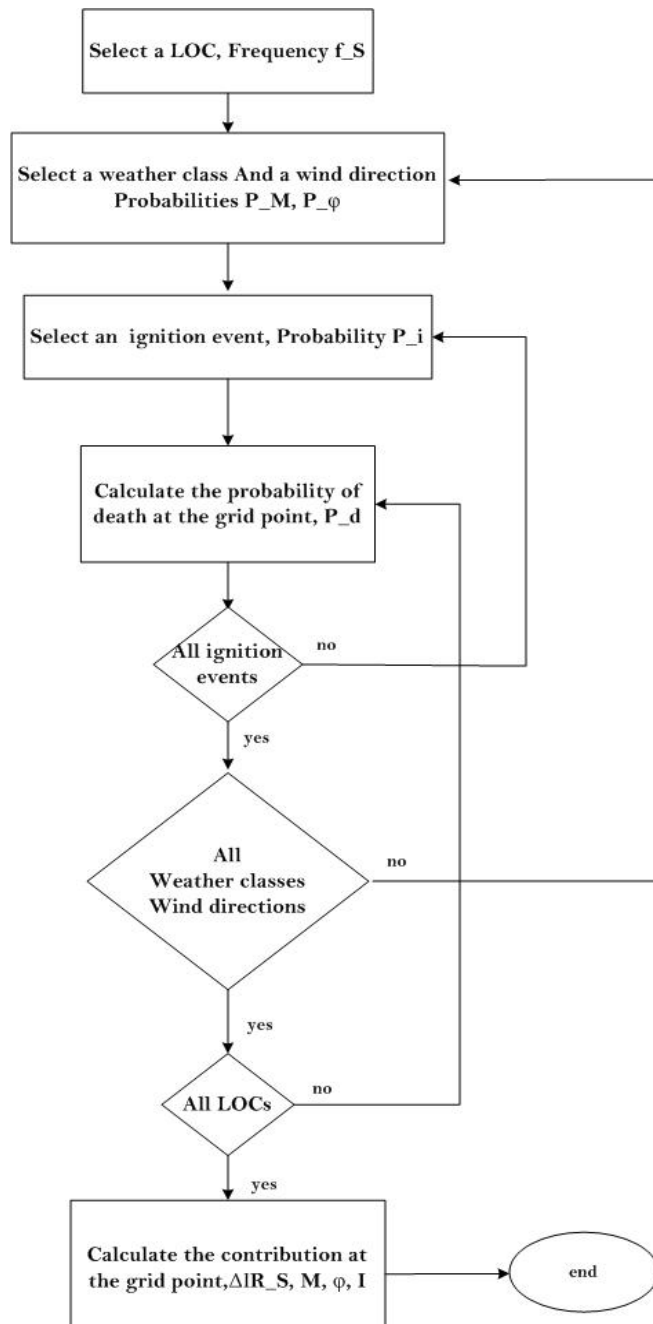 Select a LOC, Frequency f_S
Select a weather class And a wind direction
Probabilities P_M, P_φ
Select an ignition event, Probability P_i
Calculate the probability of
death at the grid point, P_d
All ignition
events
no
yes
All
Weather classes
Wind directions
no
yes
All LOCs
no
yes
Calculate the contribution at
the grid point,ΔIR_S, M, φ, I
end